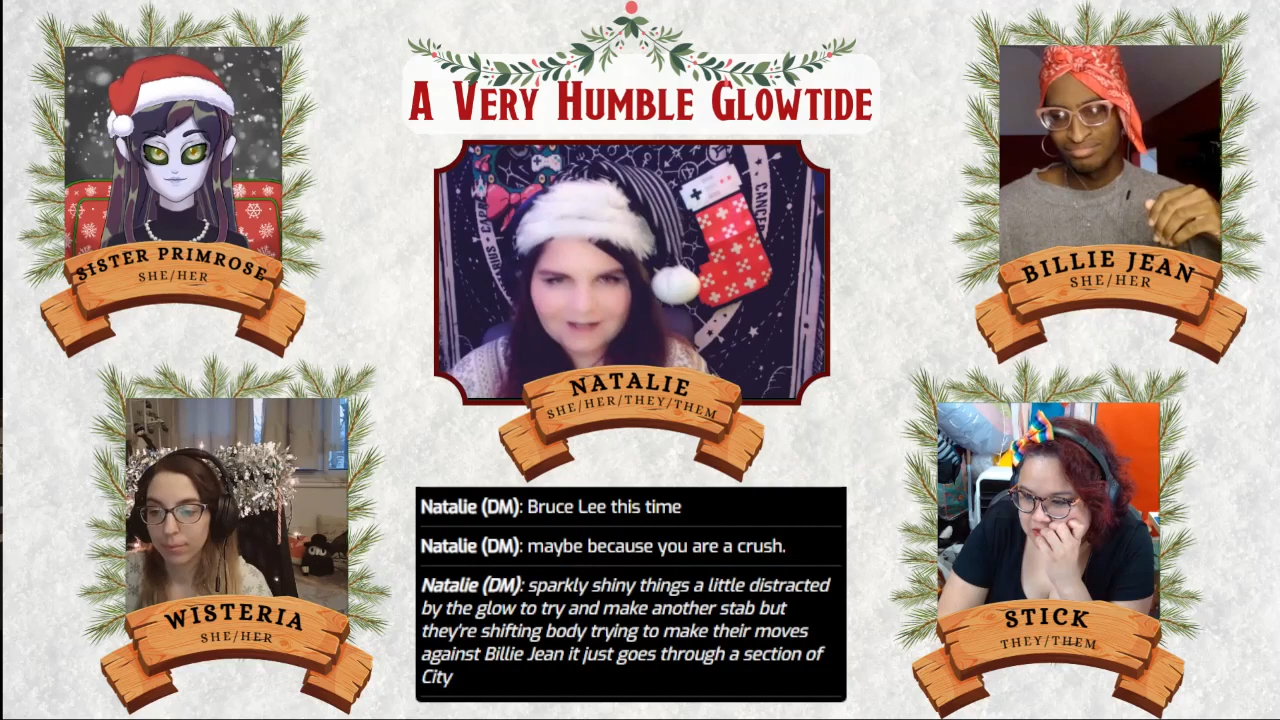 A Very Humble Glowtide
SISTER PRIMROSE
SHE/HER
BILLIE JEAN
SHE/HER
CANCE
NATALIE
SHE/HER/THEY/THEM
WISTERIA
SHE/HER
STICK
THEY/THEM
Natalie (DM): Bruce Lee this time
Natalie (DM): maybe because you are a crush.
Natalie (DM): sparkly shiny things a little distracted
by the glow to try and make another stab but
they're shifting body trying to make their moves
against Billie Jean it just goes through a section of
City